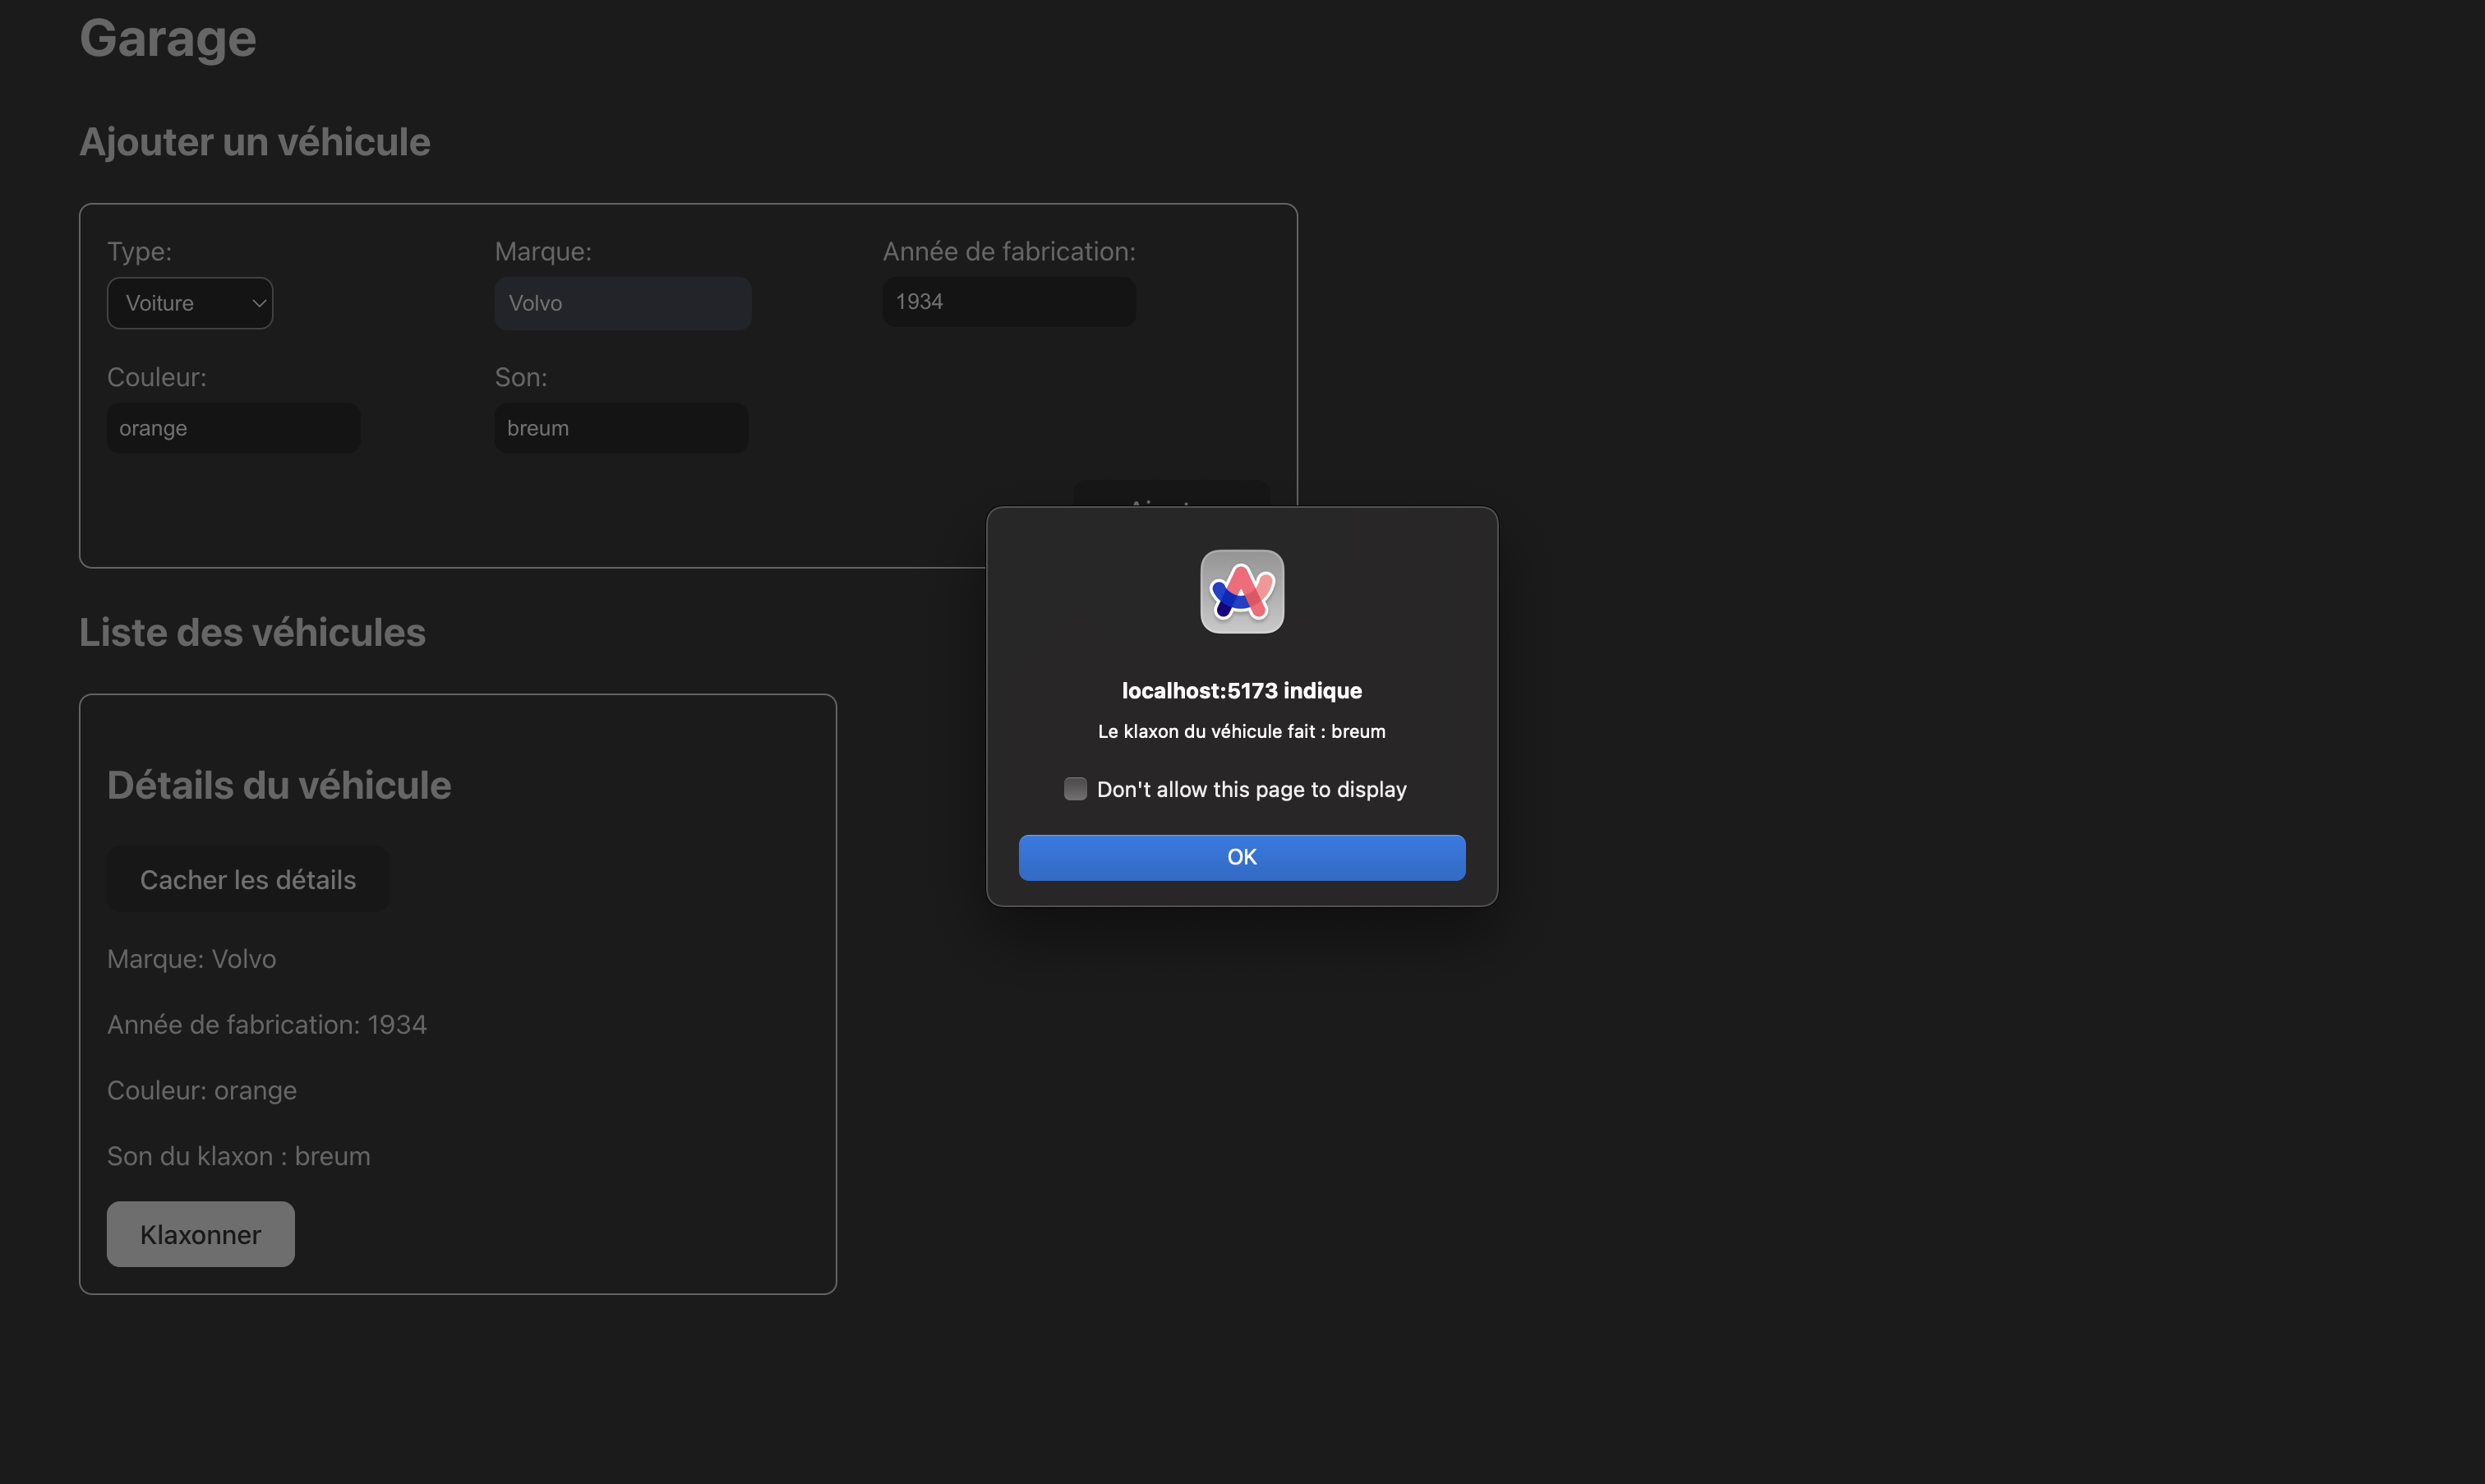 Garage
Ajouter un véhicule
Type: Marque: Année de fabrication:
Voiture Volvo 1934
Couleur: Son:
orange breum
Liste des véhicules
Détails du véhicule
Cacher les détails
Marque: Volvo
Année de fabrication: 1934
Couleur: orange
Son du klaxon : breum
Klaxonner
localhost:5173 indique
Le klaxon du véhicule fait : breum
Don't allow this page to display
OK